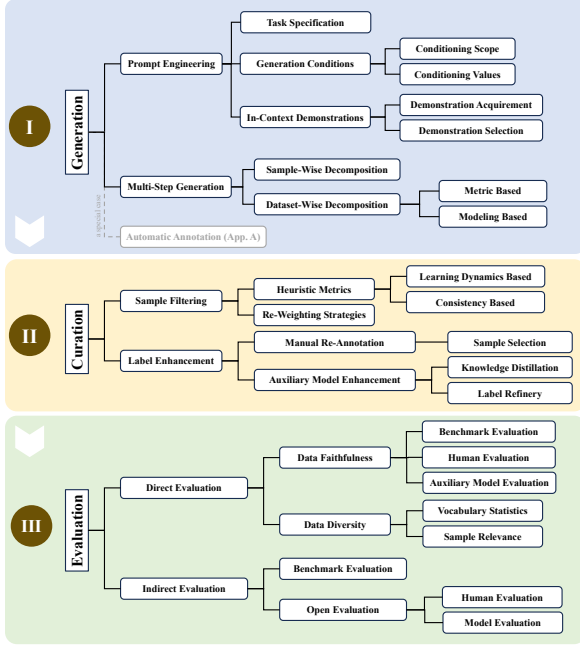 I
Generation
Prompt Engineering
Task Specification
Generation Conditions
Conditioning Scope
Conditioning Values
In-Context Demonstrations
Demonstration Acquirement
Demonstration Selection
Multi-Step Generation
Sample-Wise Decomposition
Dataset-Wise Decomposition
Metric Based
Modeling Based
a special case
Automatic Annotation (App. A)
II
Curation
Sample Filtering
Heuristic Metrics
Learning Dynamics Based
Consistency Based
Re-Weighting Strategies
Label Enhancement
Manual Re-Annotation
Sample Selection
Auxiliary Model Enhancement
Knowledge Distillation
Label Refinery
III
Evaluation
Direct Evaluation
Data Faithfulness
Benchmark Evaluation
Human Evaluation
Auxiliary Model Evaluation
Data Diversity
Vocabulary Statistics
Sample Relevance
Indirect Evaluation
Benchmark Evaluation
Open Evaluation
Human Evaluation
Model Evaluation